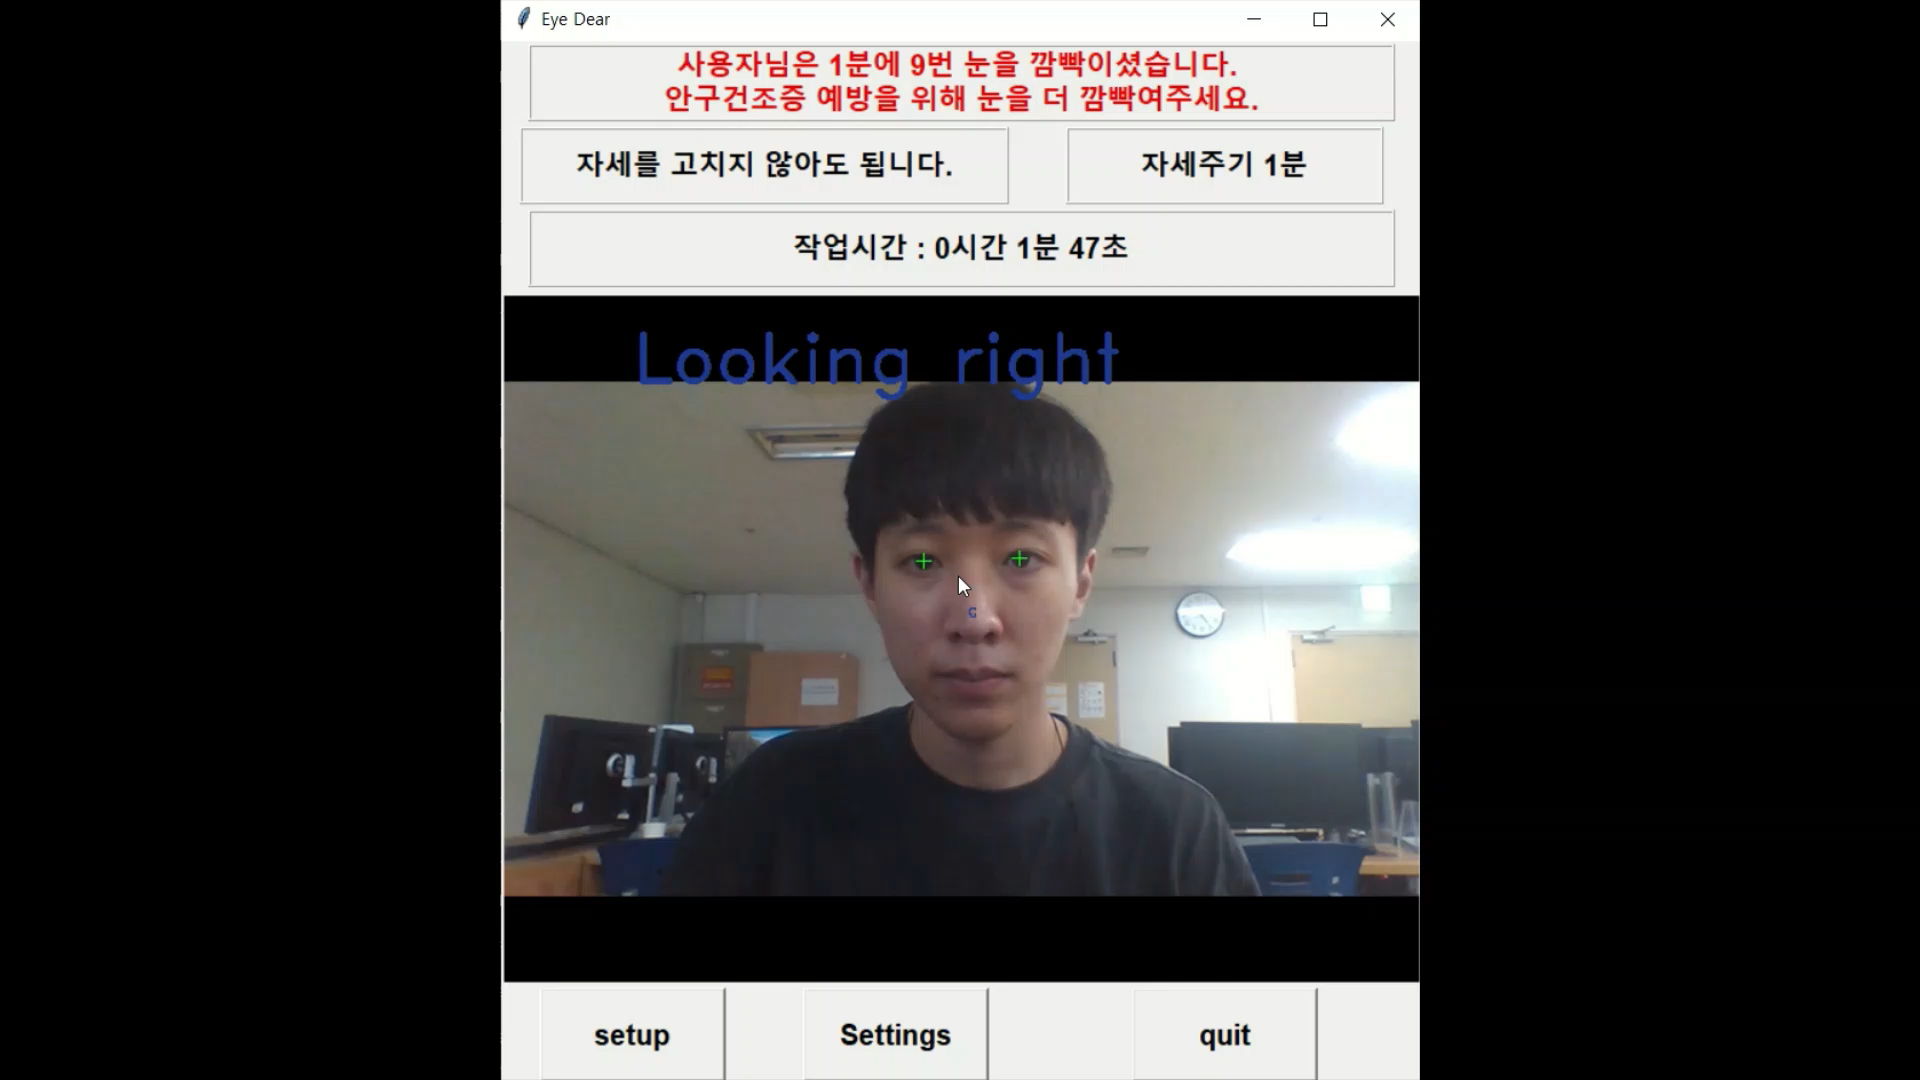 Eye Dear
사용자님은 1분에 9번 눈을 깜빡이셨습니다.
안구건조증 예방을 위해 눈을 더 깜빡여주세요.
자세를 고치지 않아도 됩니다.
자세주기 1분
작업시간 : 0시간 1분 47초
Looking right
G
setup
Settings
quit